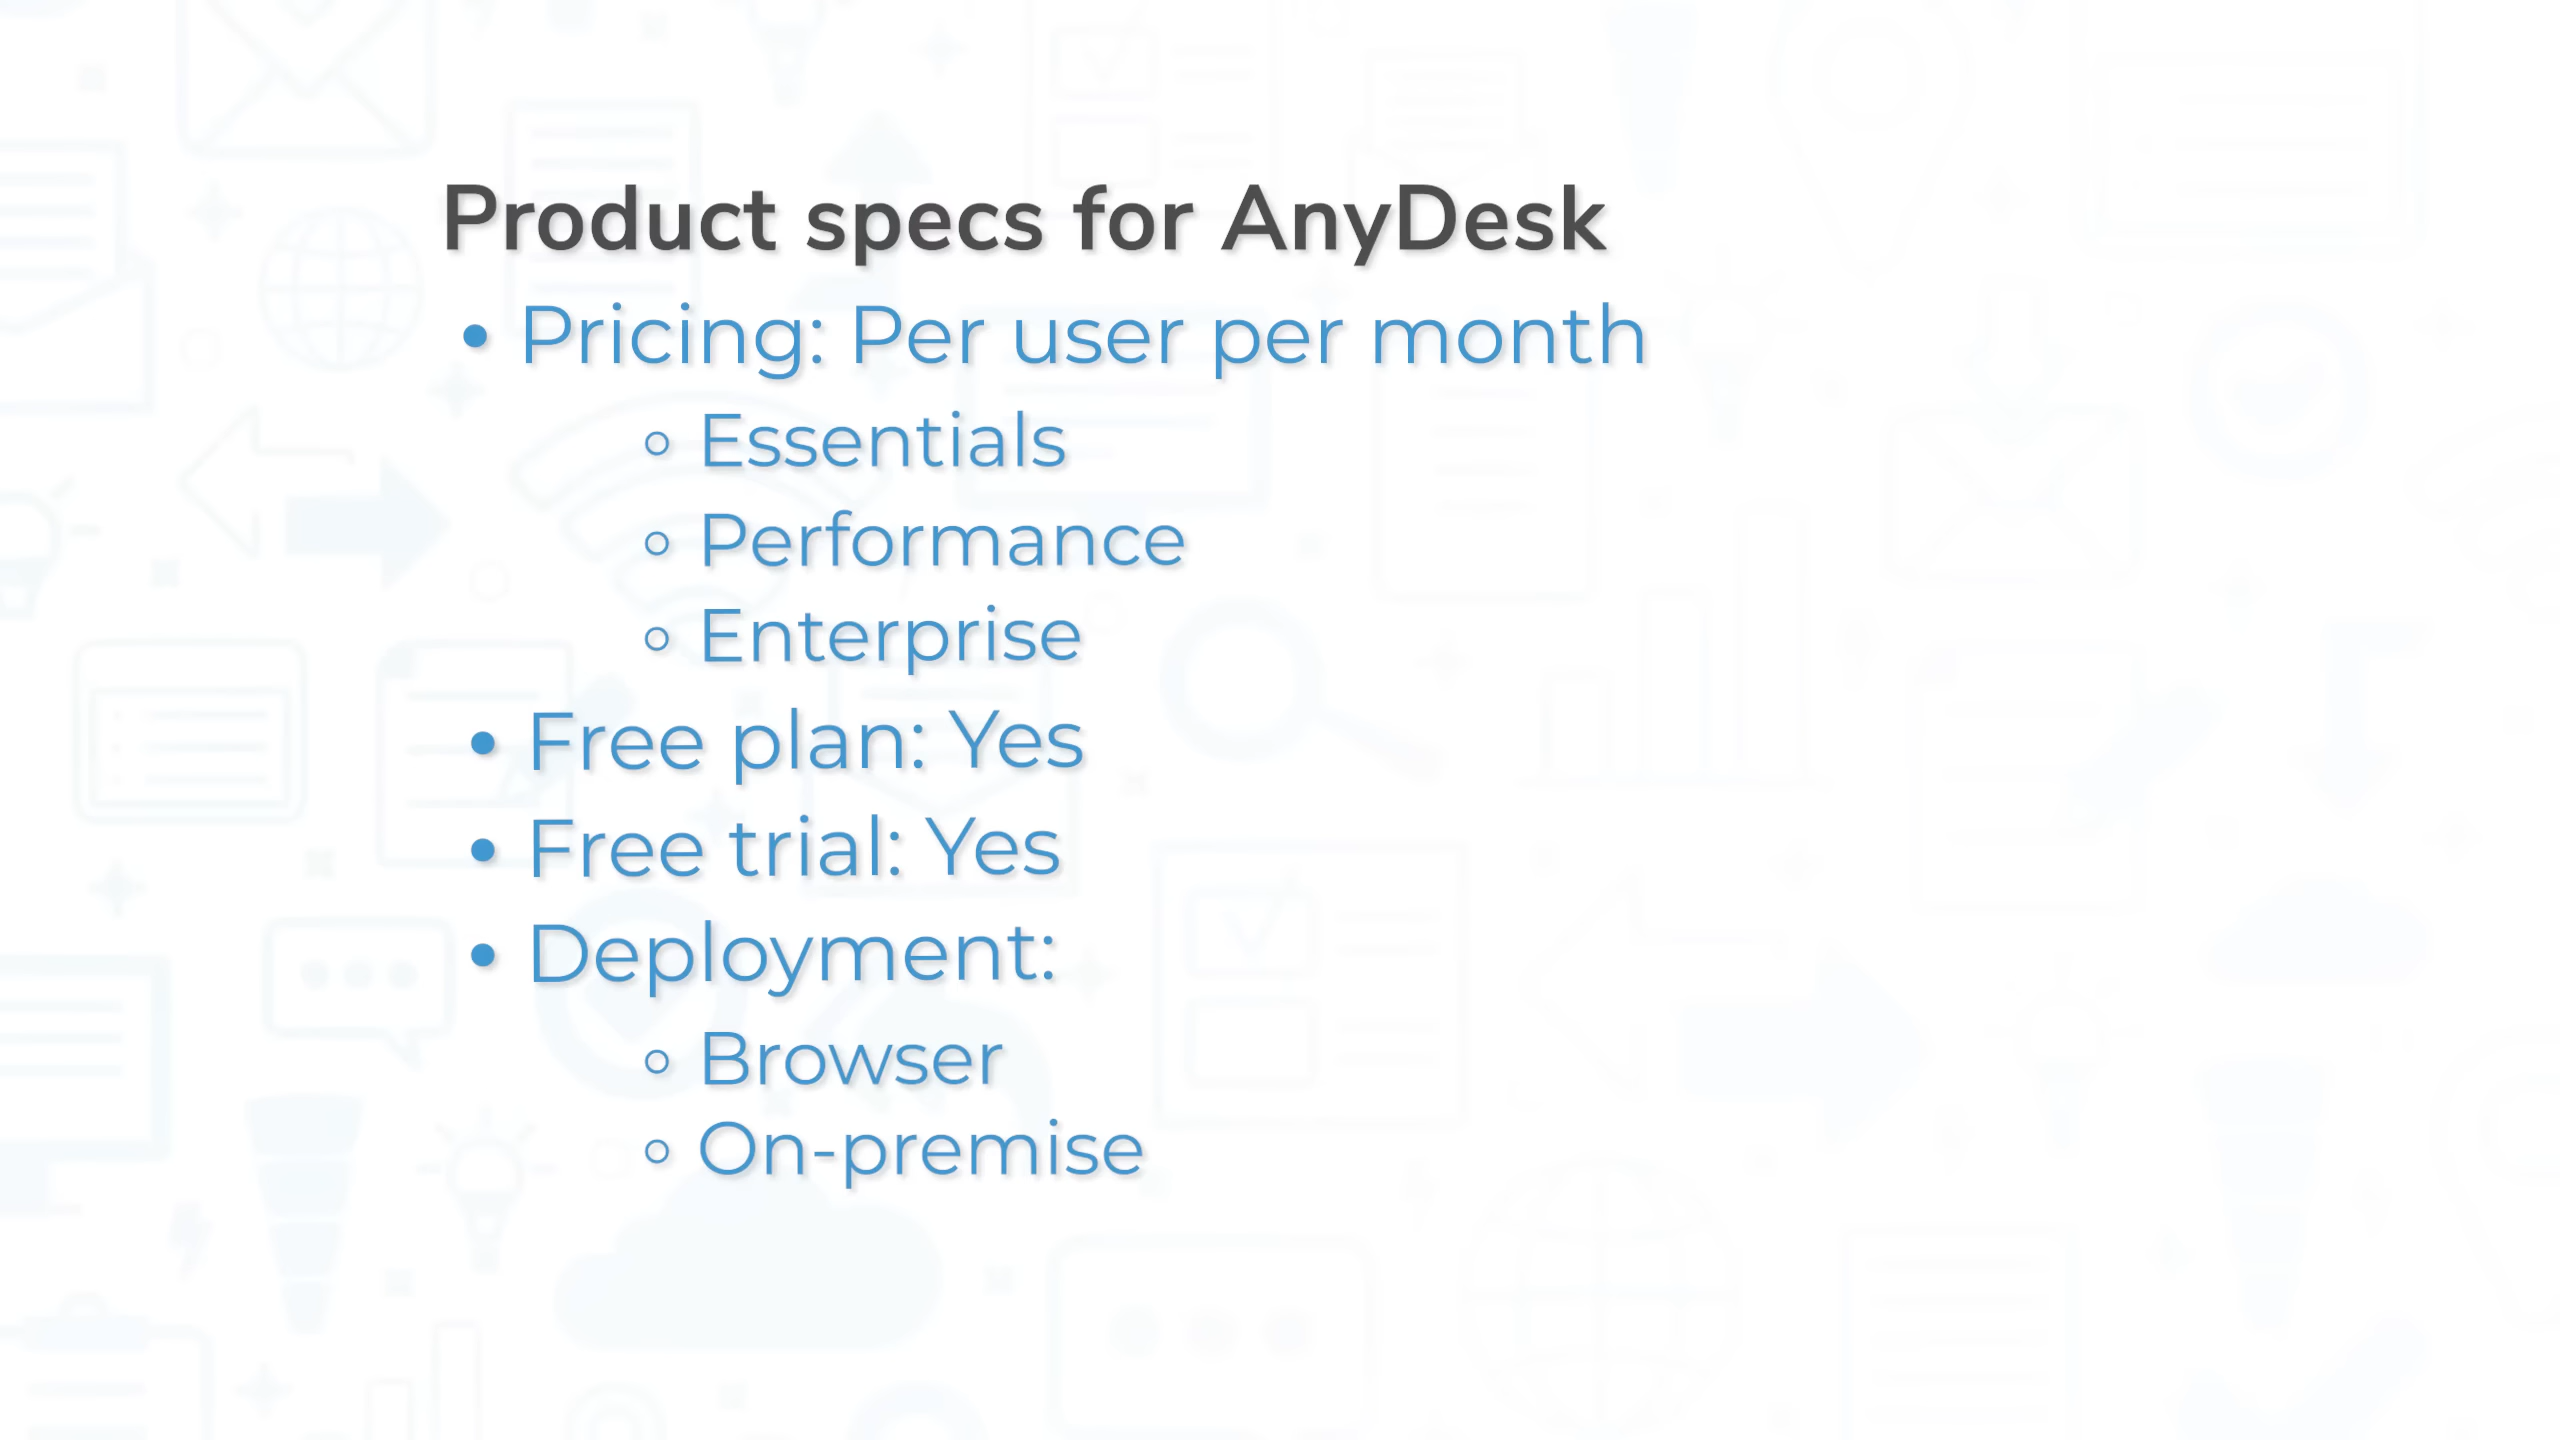 Product specs for AnyDesk
• Pricing: Per user per month
◦ Essentials
◦ Performance
◦ Enterprise
• Free plan: Yes
• Free trial: Yes
• Deployment:
◦ Browser
◦ On-premise